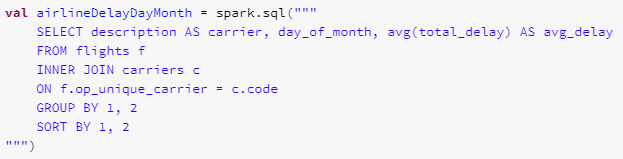 val airlineDelayDayMonth = spark.sql("""
SELECT description AS carrier, day_of_month, avg(total_delay) AS avg_delay
FROM flights f
INNER JOIN carriers c
ON f.op_unique_carrier = c.code
GROUP BY 1, 2
SORT BY 1, 2
""")